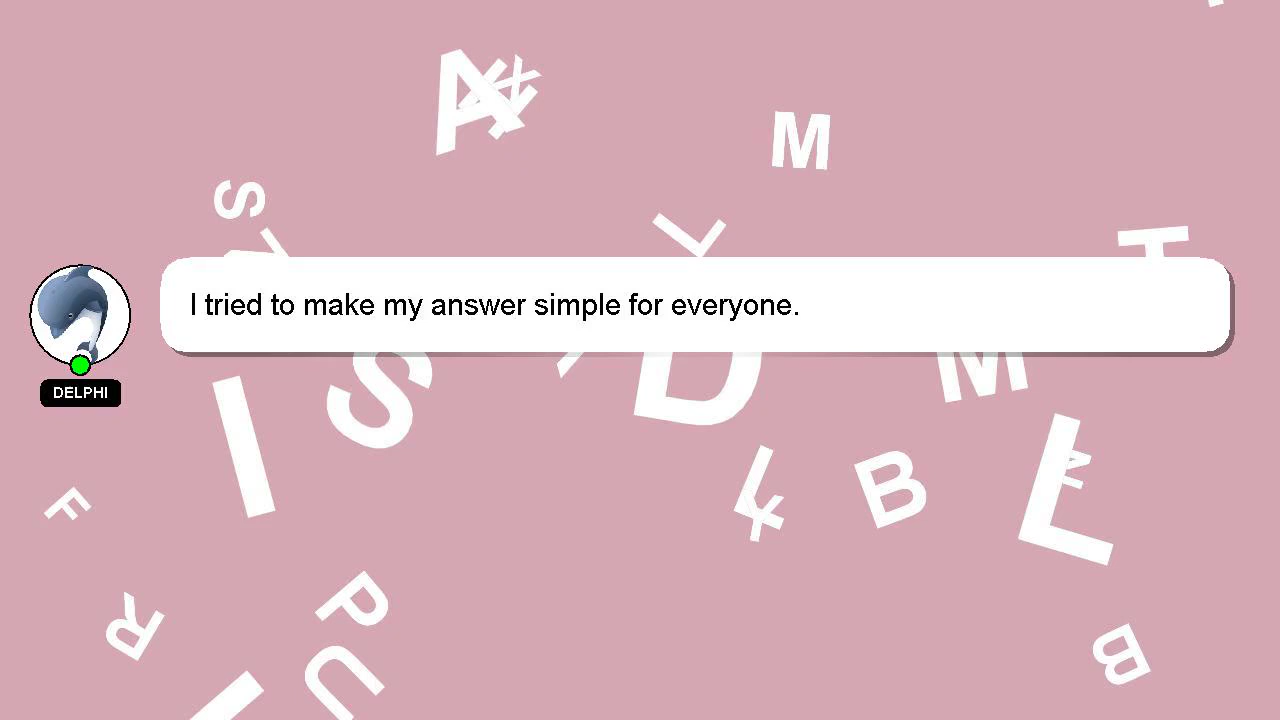 A
M
S
L
I tried to make my answer simple for everyone.
DELPHI
S
D
M
I
L
B
L
Y
F
P
R
U
B